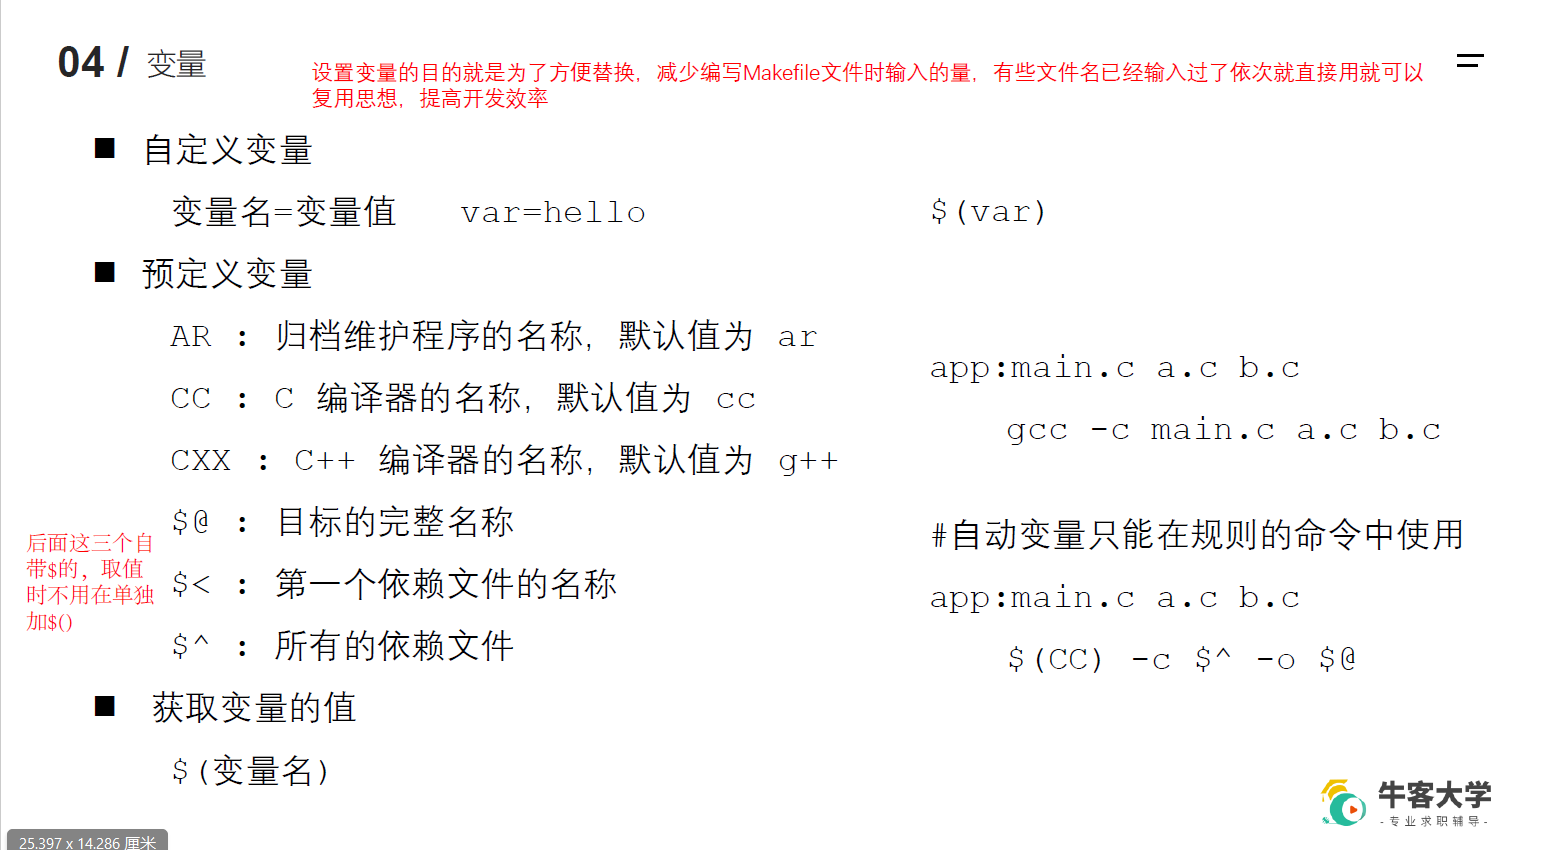 04 / 变量
设置变量的目的就是为了方便替换，减少编写Makefile文件时输入的量，有些文件名已经输入过了依次就直接用就可以
复用思想，提高开发效率
■ 自定义变量
变量名=变量值 var=hello $(var)
■ 预定义变量
AR : 归档维护程序的名称，默认值为 ar
CC : C 编译器的名称，默认值为 cc
CXX : C++ 编译器的名称，默认值为 g++
$@ : 目标的完整名称
$< : 第一个依赖文件的名称
$^ : 所有的依赖文件
后面这三个自
带$的，取值
时不用在单独
加$()
■ 获取变量的值
$(变量名)
app:main.c a.c b.c
gcc -c main.c a.c b.c
#自动变量只能在规则的命令中使用
app:main.c a.c b.c
$(CC) -c $^ -o $@
牛客大学
-专业求职辅导-
25.397 x 14.286 厘米